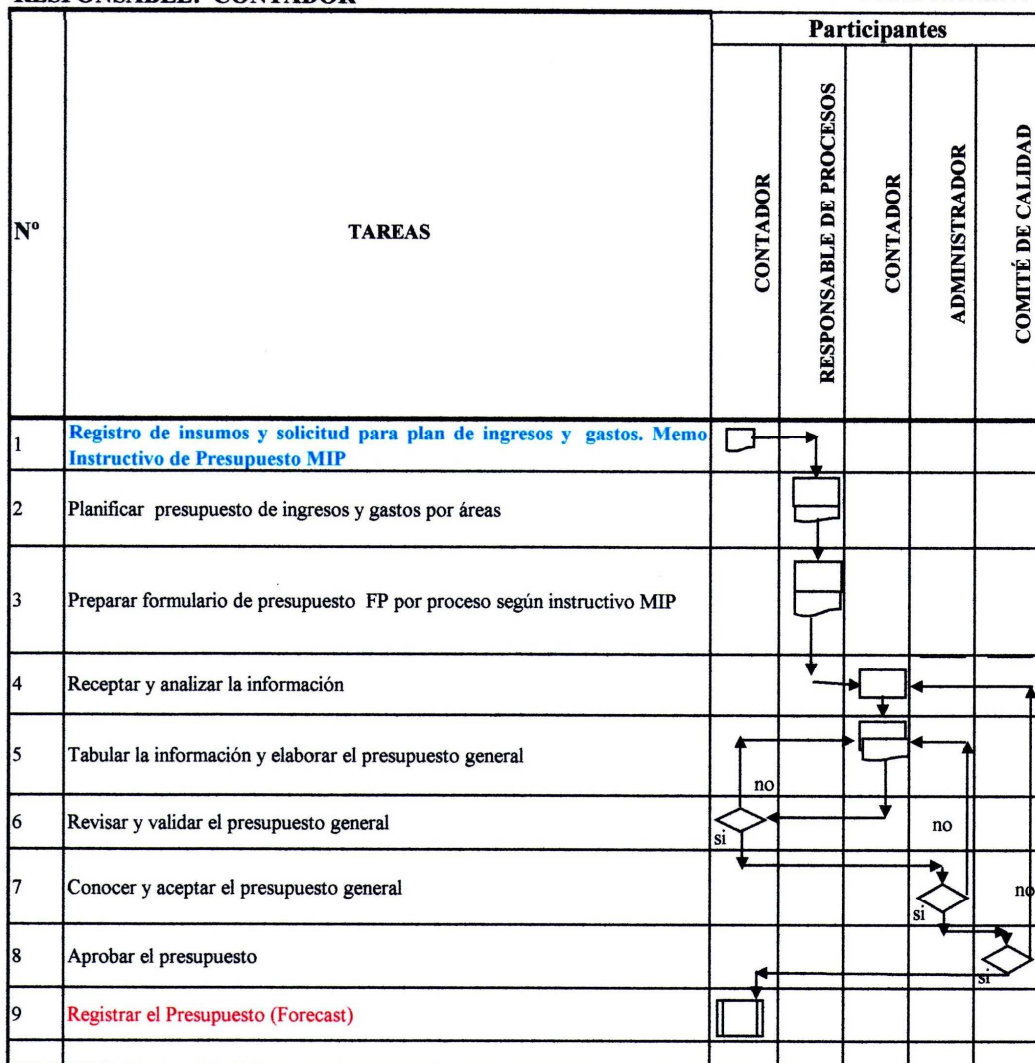 RESPONSABLE: CONTADOR
Participantes
Nº
TAREAS
CONTADOR
RESPONSABLE DE PROCESOS
CONTADOR
ADMINISTRADOR
COMITÉ DE CALIDAD
1
Registro de insumos y solicitud para plan de ingresos y gastos. Memo
Instructivo de Presupuesto MIP
2
Planificar presupuesto de ingresos y gastos por áreas
3
Preparar formulario de presupuesto FP por proceso según instructivo MIP
4
Receptar y analizar la información
5
Tabular la información y elaborar el presupuesto general
no
6
Revisar y validar el presupuesto general
si
no
7
Conocer y aceptar el presupuesto general
si
no
8
Aprobar el presupuesto
si
9
Registrar el Presupuesto (Forecast)